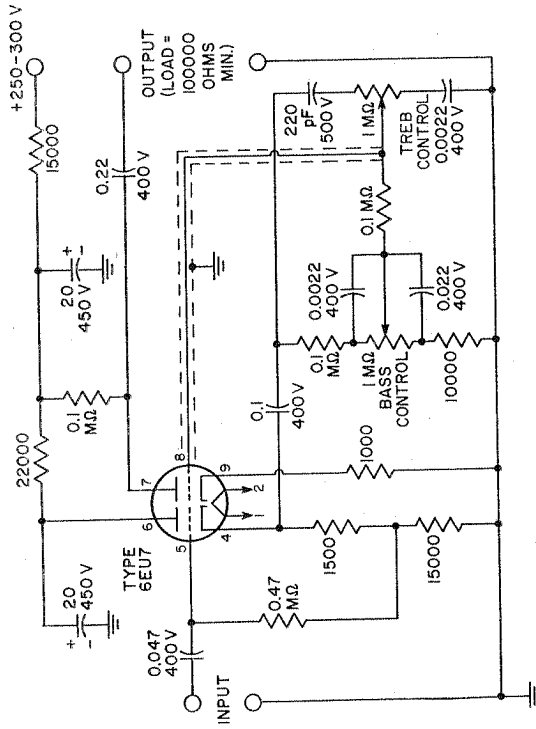 +250-300 V
15000
20
450 V
+
-
0.1
MΩ
22000
20
450 V
+
-
0.22
400 V
OUTPUT
(LOAD =
100000
OHMS
MIN.)
TYPE
6EU7
6
7
5
8
4
9
1
2
0.047
400 V
INPUT
0.47
MΩ
1500
15000
1000
0.1
400 V
0.1
MΩ
1 MΩ
BASS
CONTROL
10000
0.0022
400 V
0.022
400 V
0.1 MΩ
220
pF
500 V
1 MΩ
TREB
CONTROL
0.0022
400 V